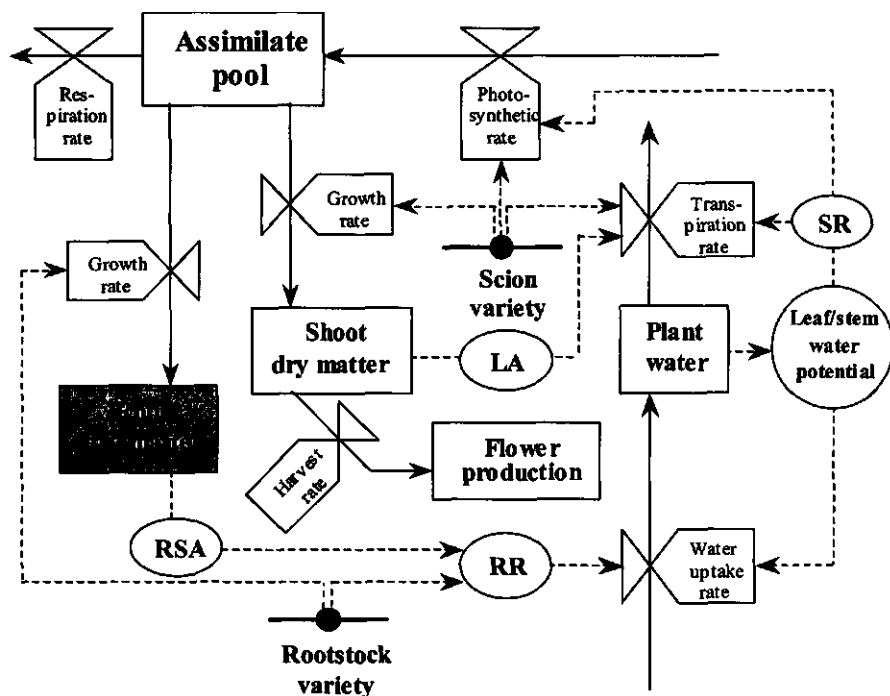 Assimilate
pool
Res-
piration
rate
Photo-
synthetic
rate
Growth
rate
Trans-
piration
rate
SR
Growth
rate
Scion
variety
Shoot
dry matter
LA
Plant
water
Leaf/stem
water
potential
Harvest
rate
Flower
production
RSA
RR
Water
uptake
rate
Rootstock
variety